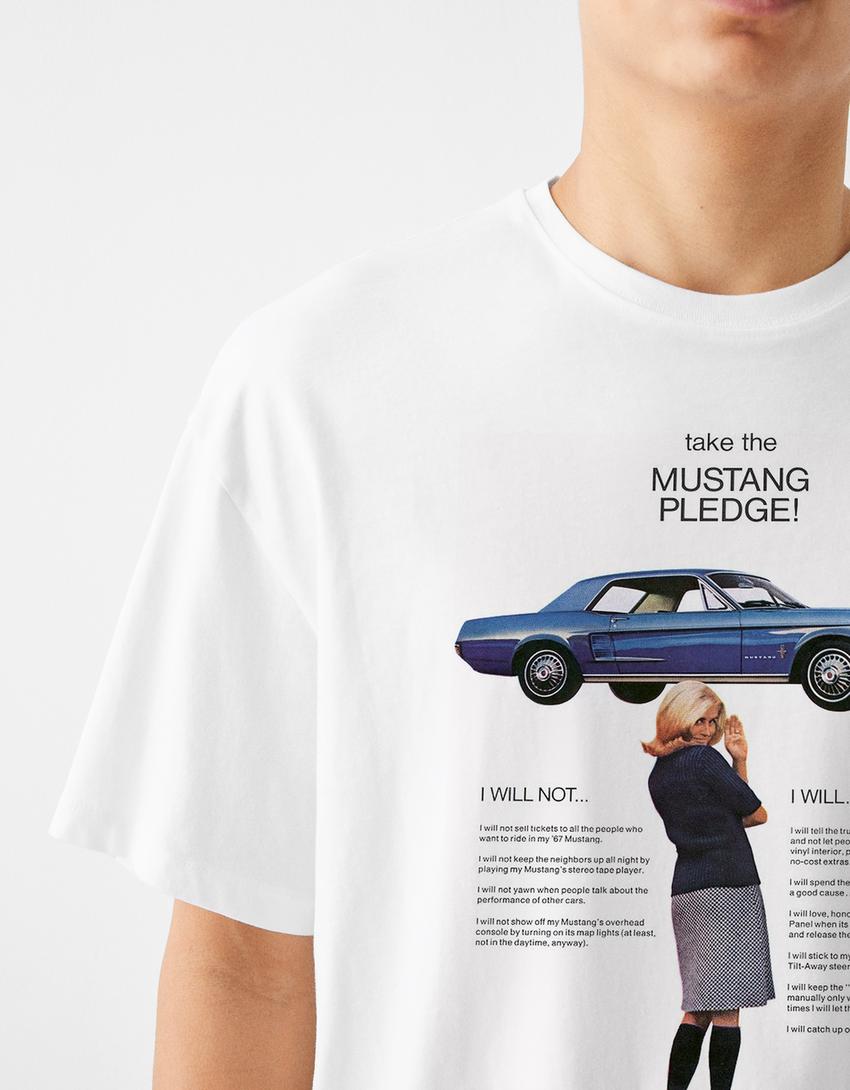 take the
MUSTANG
PLEDGE!
MUSTANG
I WILL NOT...
I will not sell tickets to all the people who
want to ride in my '67 Mustang.
I will not keep the neighbors up all night by
playing my Mustang's stereo tape player.
I will not yawn when people talk about the
performance of other cars.
I will not show off my Mustang's overhead
console by turning on its map lights (at least,
not in the daytime, anyway).
I WILL...
I will tell the tru
and not let peo
vinyl interior, p
no-cost extras
I will spend the
a good cause.
I will love, hono
Panel when its
and release the
I will stick to my
Tilt-Away steer
I will keep the "
manually only w
times I will let th
I will catch up o